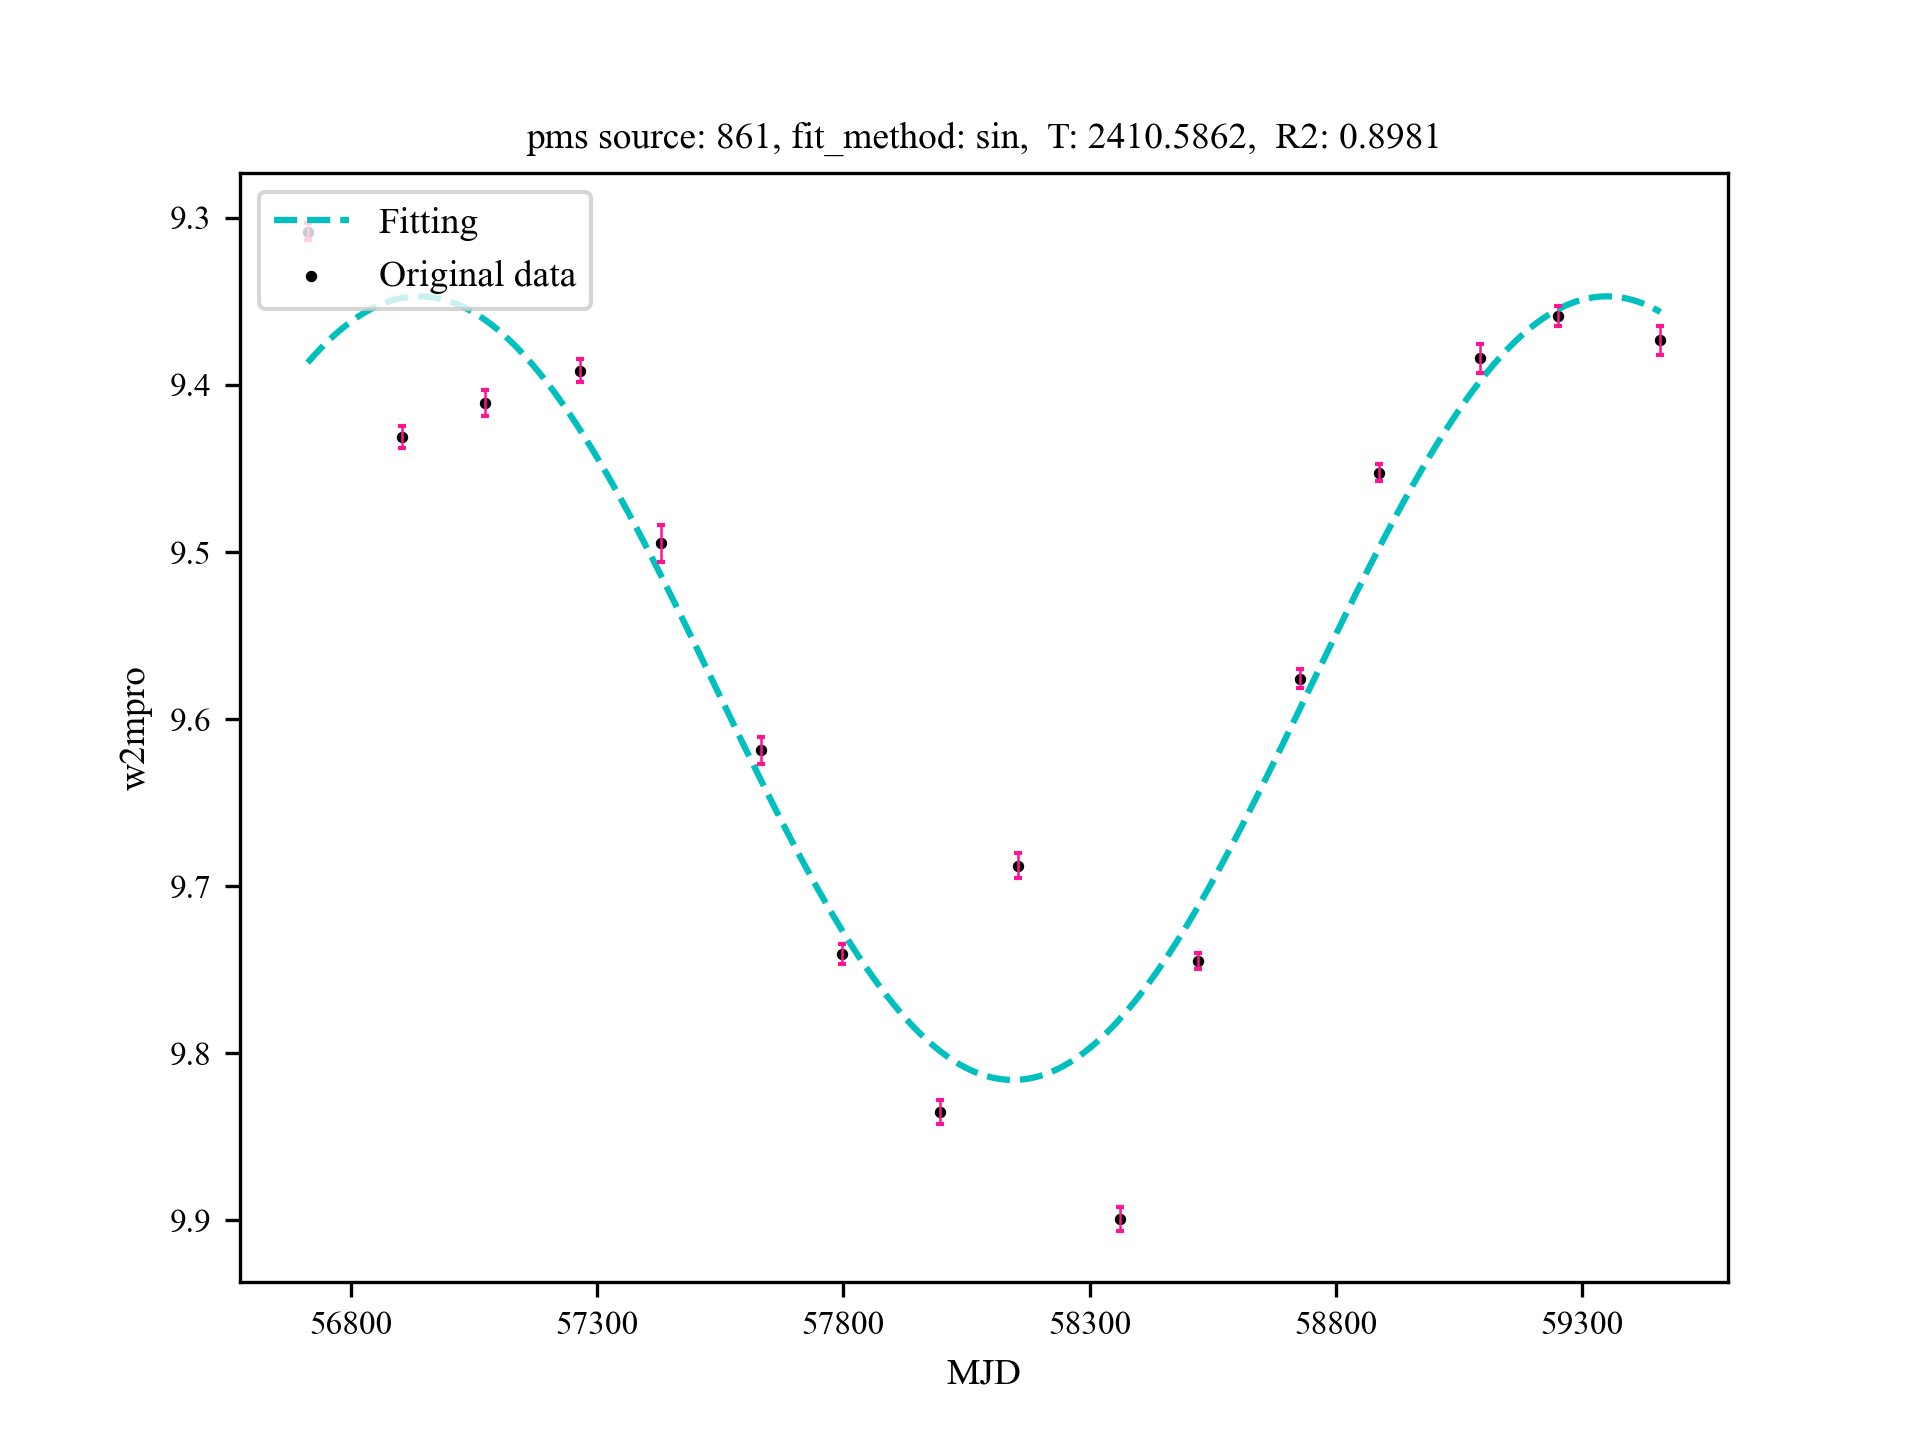 pms source: 861, fit_method: sin,  T: 2410.5862,  R2: 0.8981
Fitting
Original data
9.3
9.4
9.5
9.6
9.7
9.8
9.9
w2mpro
56800 57300 57800 58300 58800 59300
MJD